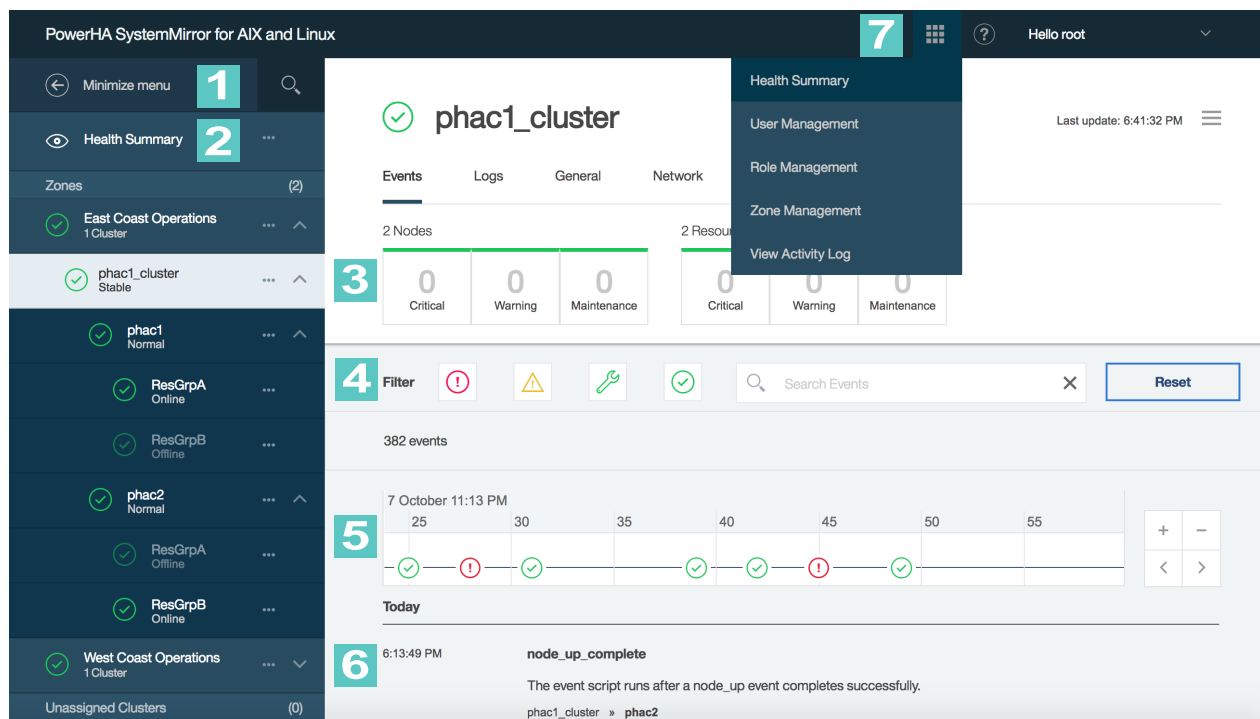 PowerHA SystemMirror for AIX and Linux
7
?
Hello root
Minimize menu
1
Health Summary
2
...
Zones
(2)
East Coast Operations
1 Cluster
...
phac1_cluster
Stable
...
phac1
Normal
...
ResGrpA
Online
...
ResGrpB
Offline
...
phac2
Normal
...
ResGrpA
Offline
...
ResGrpB
Online
...
West Coast Operations
1 Cluster
...
Unassigned Clusters
(0)
phac1_cluster
Last update: 6:41:32 PM
Health Summary
User Management
Role Management
Zone Management
View Activity Log
Events
Logs
General
Network
2 Nodes
2 Resou
3
0
Critical
0
Warning
0
Maintenance
0
Critical
0
Warning
0
Maintenance
4
Filter
!
!
Search Events
Reset
382 events
5
7 October 11:13 PM
25
30
35
40
45
50
55
!
!
+
−
<
>
Today
6
6:13:49 PM
node_up_complete
The event script runs after a node_up event completes successfully.
phac1_cluster » phac2